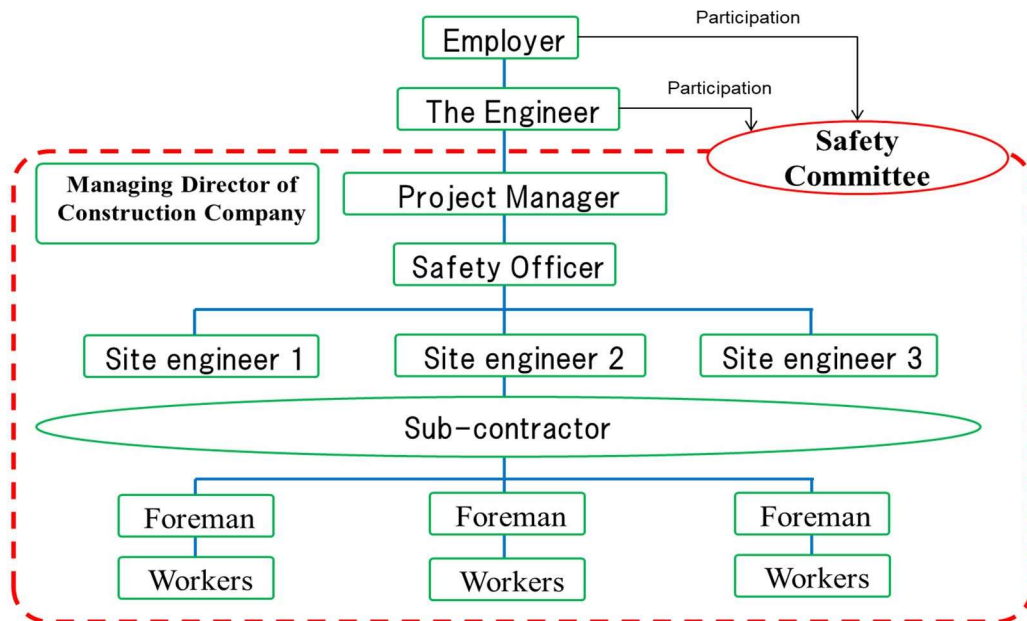 Participation
Employer
Participation
The Engineer
Safety
Committee
Managing Director of
Construction Company
Project Manager
Safety Officer
Site engineer 1
Site engineer 2
Site engineer 3
Sub-contractor
Foreman
Foreman
Foreman
Workers
Workers
Workers